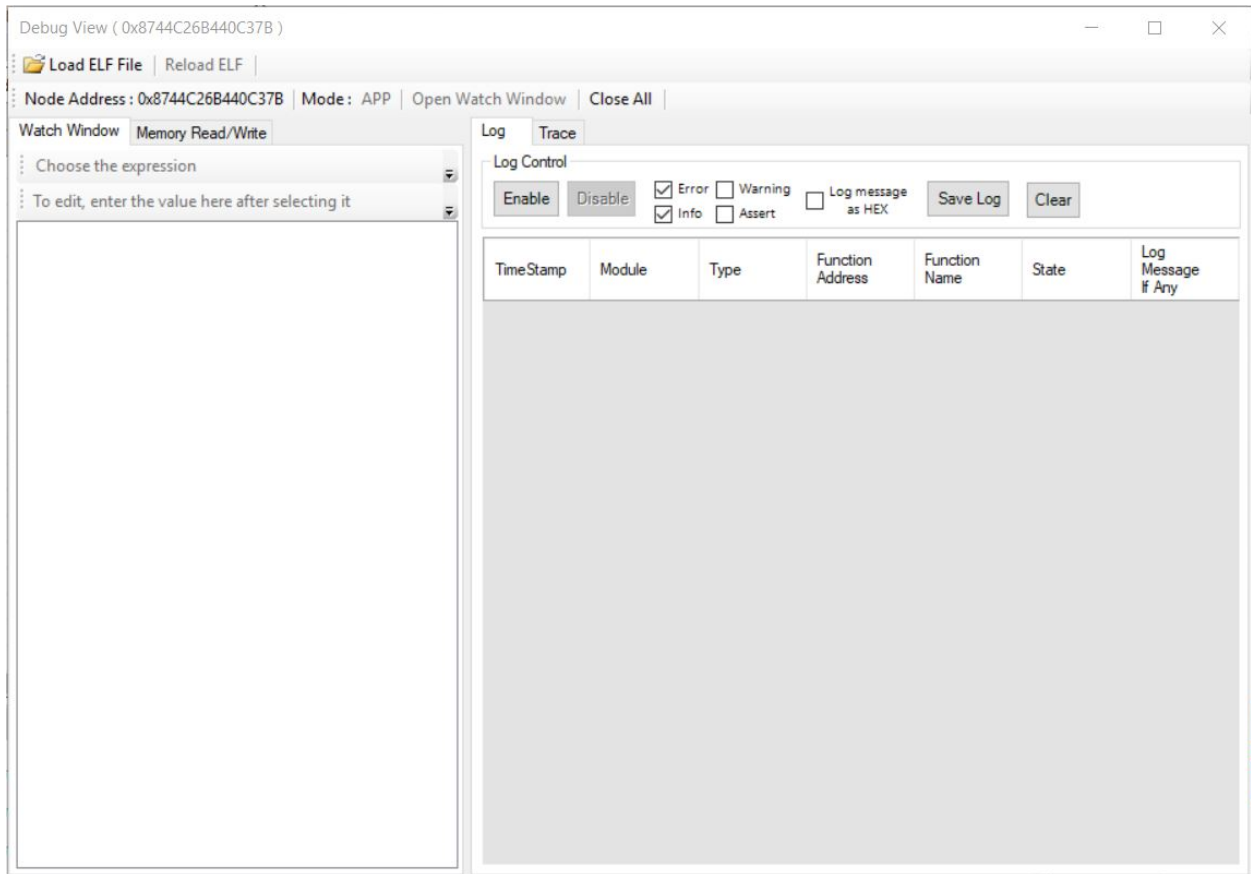 Debug View ( 0x8744C26B440C37B )
Load ELF File Reload ELF
Node Address : 0x8744C26B440C37B Mode : APP Open Watch Window Close All
Watch Window Memory Read/Write
Choose the expression
To edit, enter the value here after selecting it
Log Trace
Log Control
Enable Disable Error Warning Log message as HEX Save Log Clear
Info Assert
TimeStamp Module Type Function Address Function Name State Log Message If Any